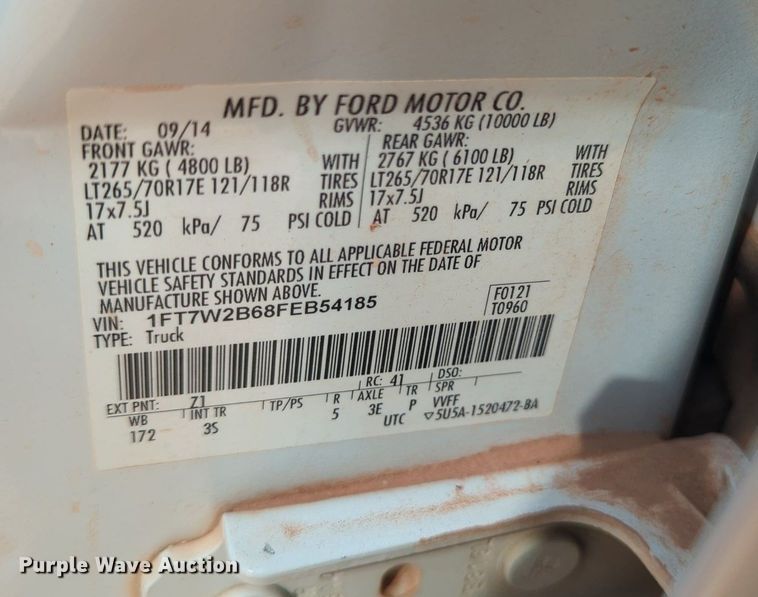 MFD. BY FORD MOTOR CO.
DATE: 09/14 GVWR: 4536 KG (10000 LB)
FRONT GAWR: REAR GAWR:
2177 KG ( 4800 LB) WITH 2767 KG ( 6100 LB) WITH
LT265/70R17E 121/118R TIRES LT265/70R17E 121/118R TIRES
17x7.5J RIMS 17x7.5J RIMS
AT 520 kPa/ 75 PSI COLD AT 520 kPa/ 75 PSI COLD
THIS VEHICLE CONFORMS TO ALL APPLICABLE FEDERAL MOTOR
VEHICLE SAFETY STANDARDS IN EFFECT ON THE DATE OF
MANUFACTURE SHOWN ABOVE.
VIN: 1FT7W2B68FEB54185 F0121
TYPE: Truck T0960
EXT PNT: Z1 RC: 41 DSO:
WB INT TR TP/PS R AXLE TR SPR
172 3S 5 3E P VVFF
UTC ▽5U5A-1520472-BA
Purple Wave Auction